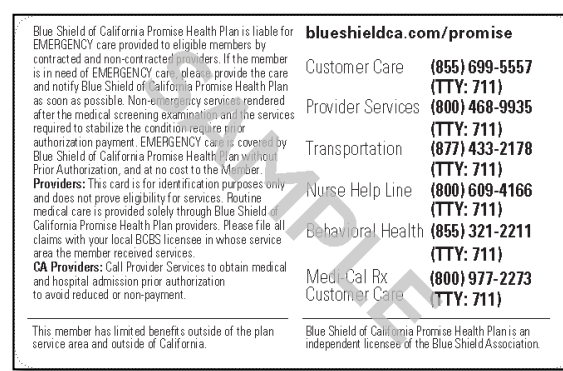 Blue Shield of California Promise Health Plan is liable for
EMERGENCY care provided to eligible members by
contracted and non-contracted providers. If the member
is in need of EMERGENCY care, please, provide the care
and notify Blue Shield of California Promise Health Plan
as soon as possible. Non-emergency services rendered
after the medical screening examination and the services
required to stabilize the condition require prior
authorization payment. EMERGENCY care is covered by
Blue Shield of California Promise Health Plan without
Prior Authorization, and at no cost to the Member.
Providers: This card is for identification purposes only
and does not prove eligibility for services. Routine
medical care is provided solely through Blue Shield of
California Promise Health Plan providers. Please file all
claims with your local BCBS licensee in whose service
area the member received services.
CA Providers: Call Provider Services to obtain medical
and hospital admission prior authorization
to avoid reduced or non-payment.
This member has limited benefits outside of the plan
service area and outside of California.
blueshieldca.com/promise
Customer Care (855) 699-5557
(TTY: 711)
Provider Services (800) 468-9935
(TTY: 711)
Transportation (877) 433-2178
(TTY: 711)
Nurse Help Line (800) 609-4166
(TTY: 711)
Behavioral Health (855) 321-2211
(TTY: 711)
Medi-Cal Rx (800) 977-2273
Customer Care (TTY: 711)
Blue Shield of California Promise Health Plan is an
independent licensee of the Blue Shield Association.
SAMPLE